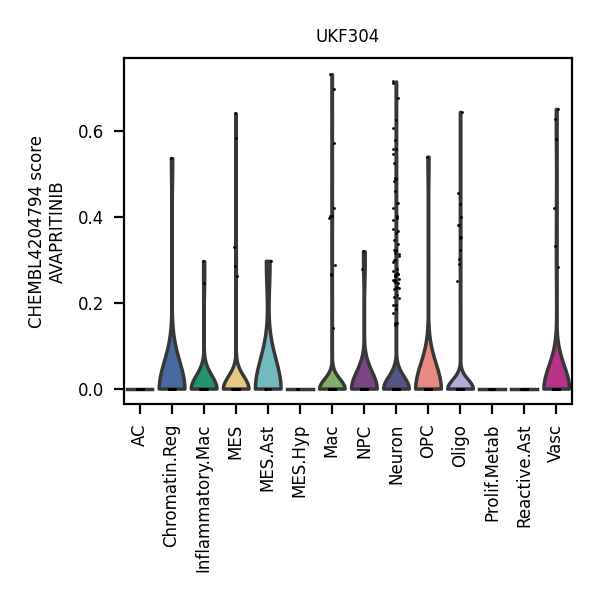 UKF304
CHEMBL4204794 score
AVAPRITINIB
0.6
0.4
0.2
0.0
AC
Chromatin.Reg
Inflammatory.Mac
MES
MES.Ast
MES.Hyp
Mac
NPC
Neuron
OPC
Oligo
Prolif.Metab
Reactive.Ast
Vasc